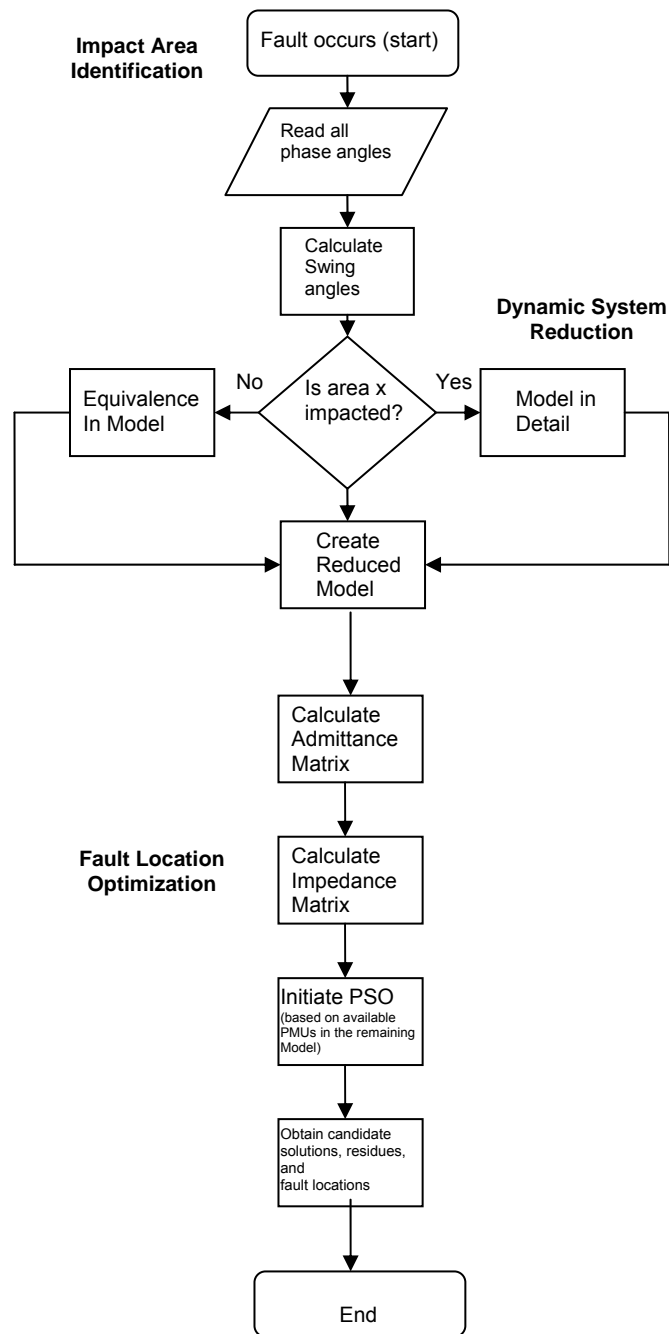 Impact Area
Identification
Fault occurs (start)
Read all
phase angles
Calculate
Swing
angles
Dynamic System
Reduction
No
Is area x
impacted?
Yes
Equivalence
In Model
Model in
Detail
Create
Reduced
Model
Calculate
Admittance
Matrix
Fault Location
Optimization
Calculate
Impedance
Matrix
Initiate PSO
(based on available
PMUs in the remaining
Model)
Obtain candidate
solutions, residues,
and
fault locations
End